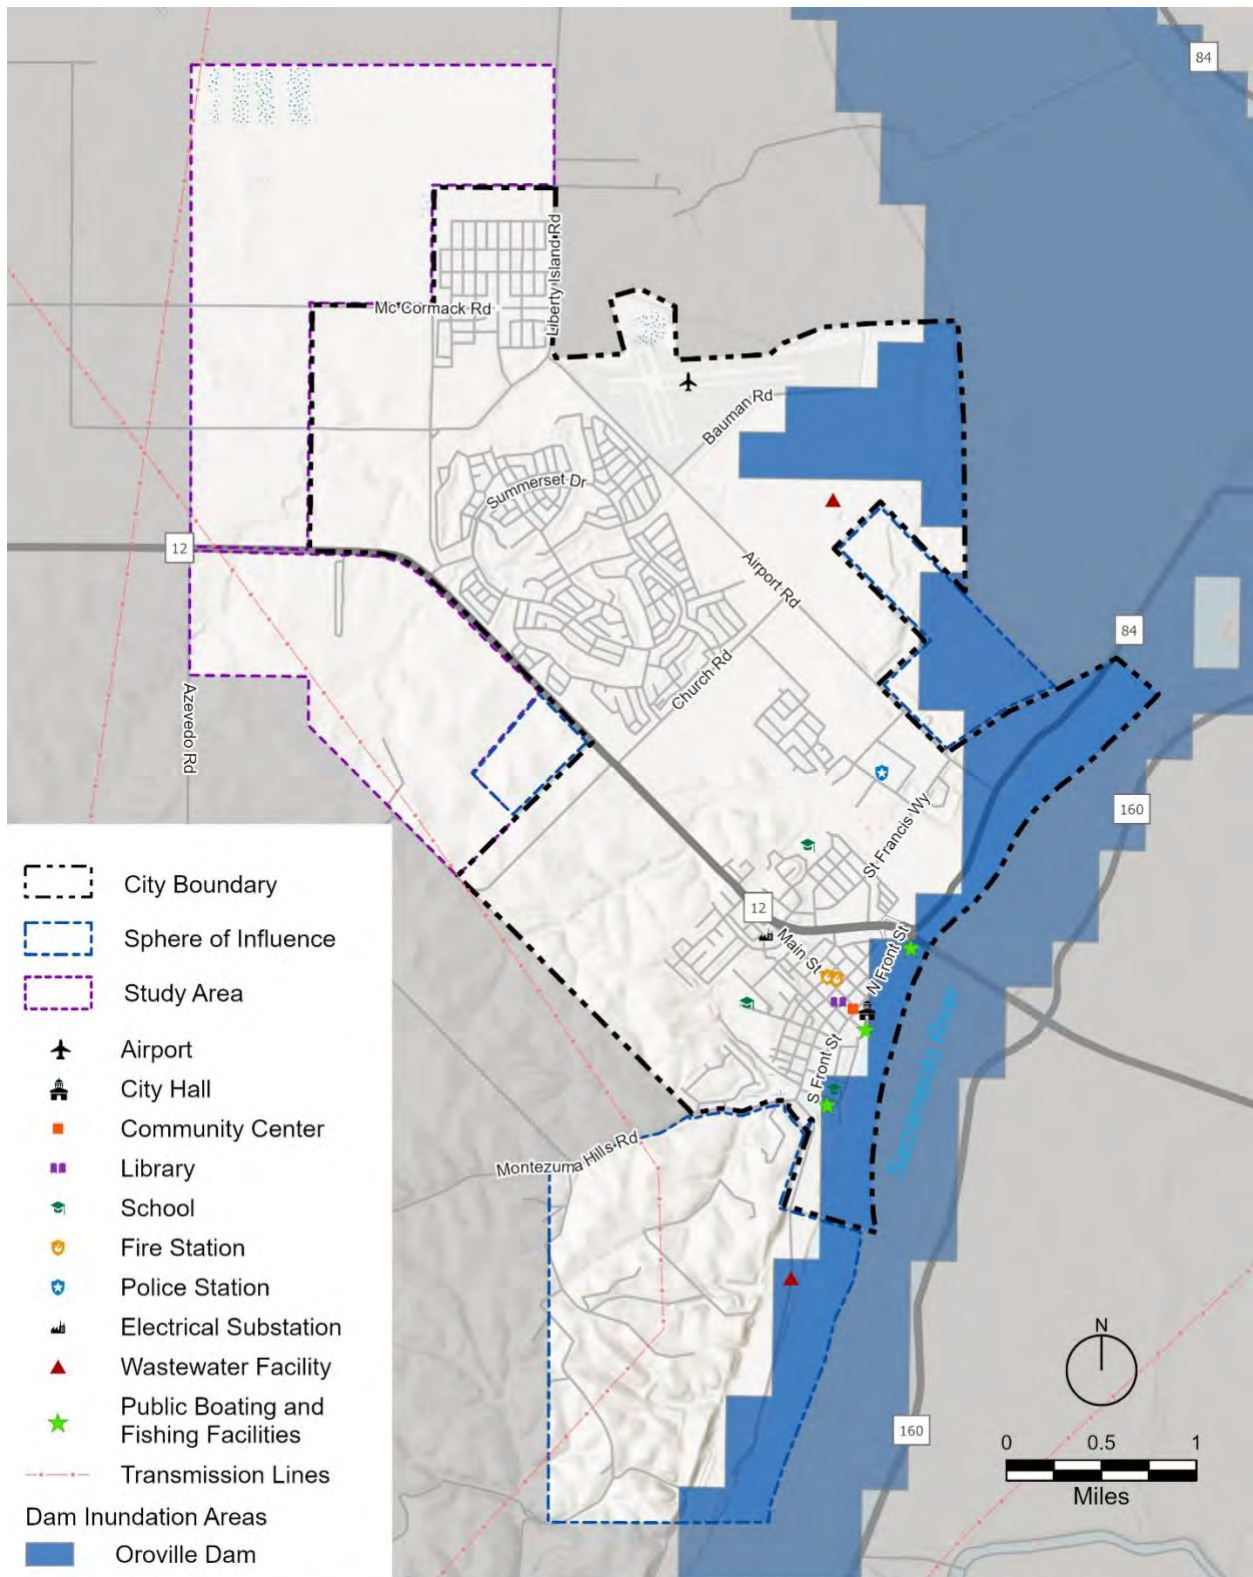 84
Liberty Island Rd
Mc Cormack Rd
Bauman Rd
Summerset Dr
12
Airport Rd
84
Church Rd
Azevedo Rd
160
St Francis Wy
12
Main St
N Front St
Sacramento River
S Front St
Montezuma Hills Rd
160
City Boundary
Sphere of Influence
Study Area
Airport
City Hall
Community Center
Library
School
Fire Station
Police Station
Electrical Substation
Wastewater Facility
Public Boating and
Fishing Facilities
Transmission Lines
Dam Inundation Areas
Oroville Dam
N
0 0.5 1
Miles